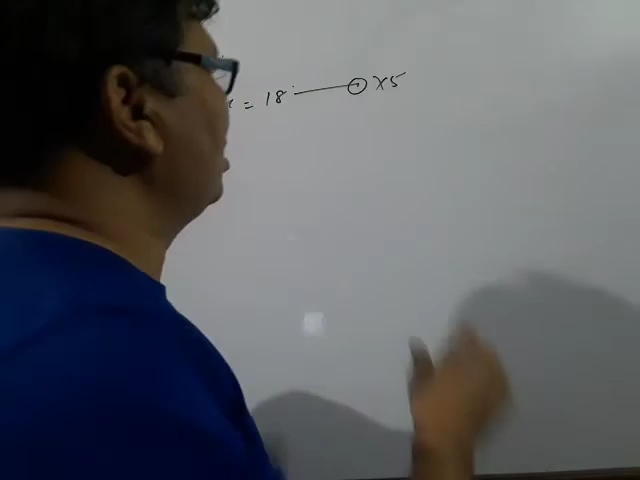 = 18 — ⊖ X5